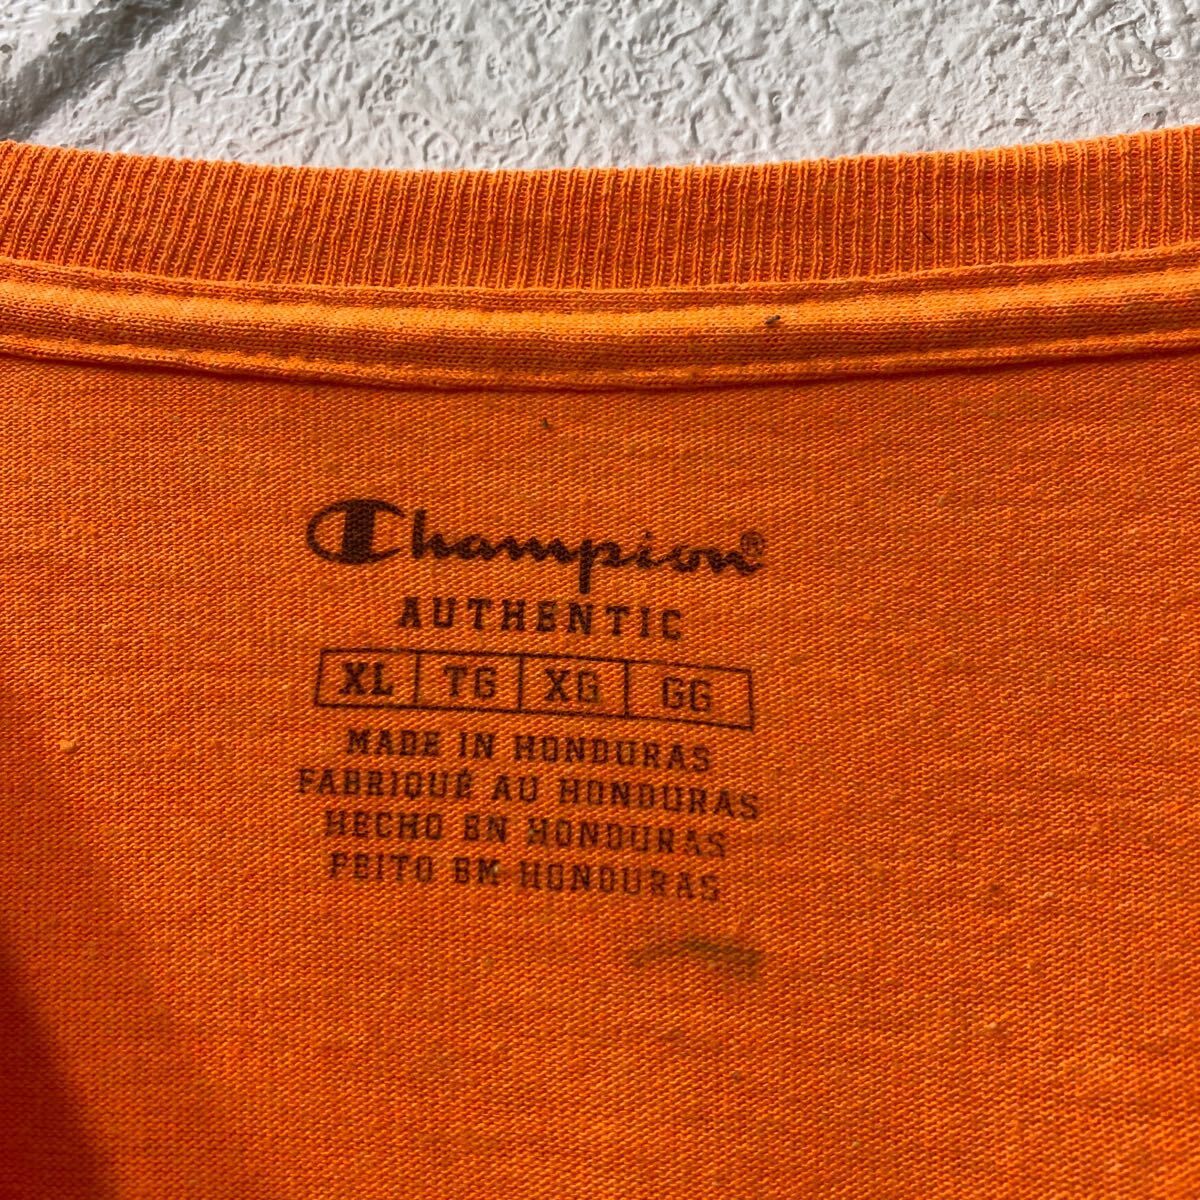 Champion®
AUTHENTIC
XL TG XG GG
MADE IN HONDURAS
FABRIQUÉ AU HONDURAS
HECHO EN HONDURAS
FEITO EM HONDURAS